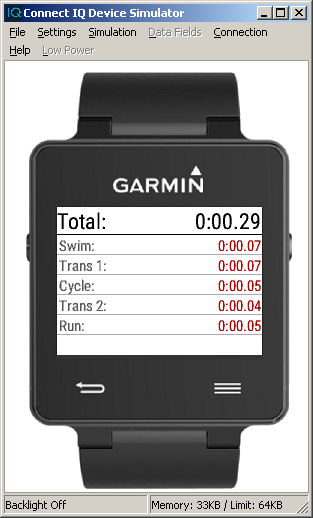 IQ Connect IQ Device Simulator
File Settings Simulation Data Fields Connection
Help Low Power
GARMIN
Total: 0:00.29
Swim: 0:00.07
Trans 1: 0:00.07
Cycle: 0:00.05
Trans 2: 0:00.04
Run: 0:00.05
Backlight Off Memory: 33KB / Limit: 64KB